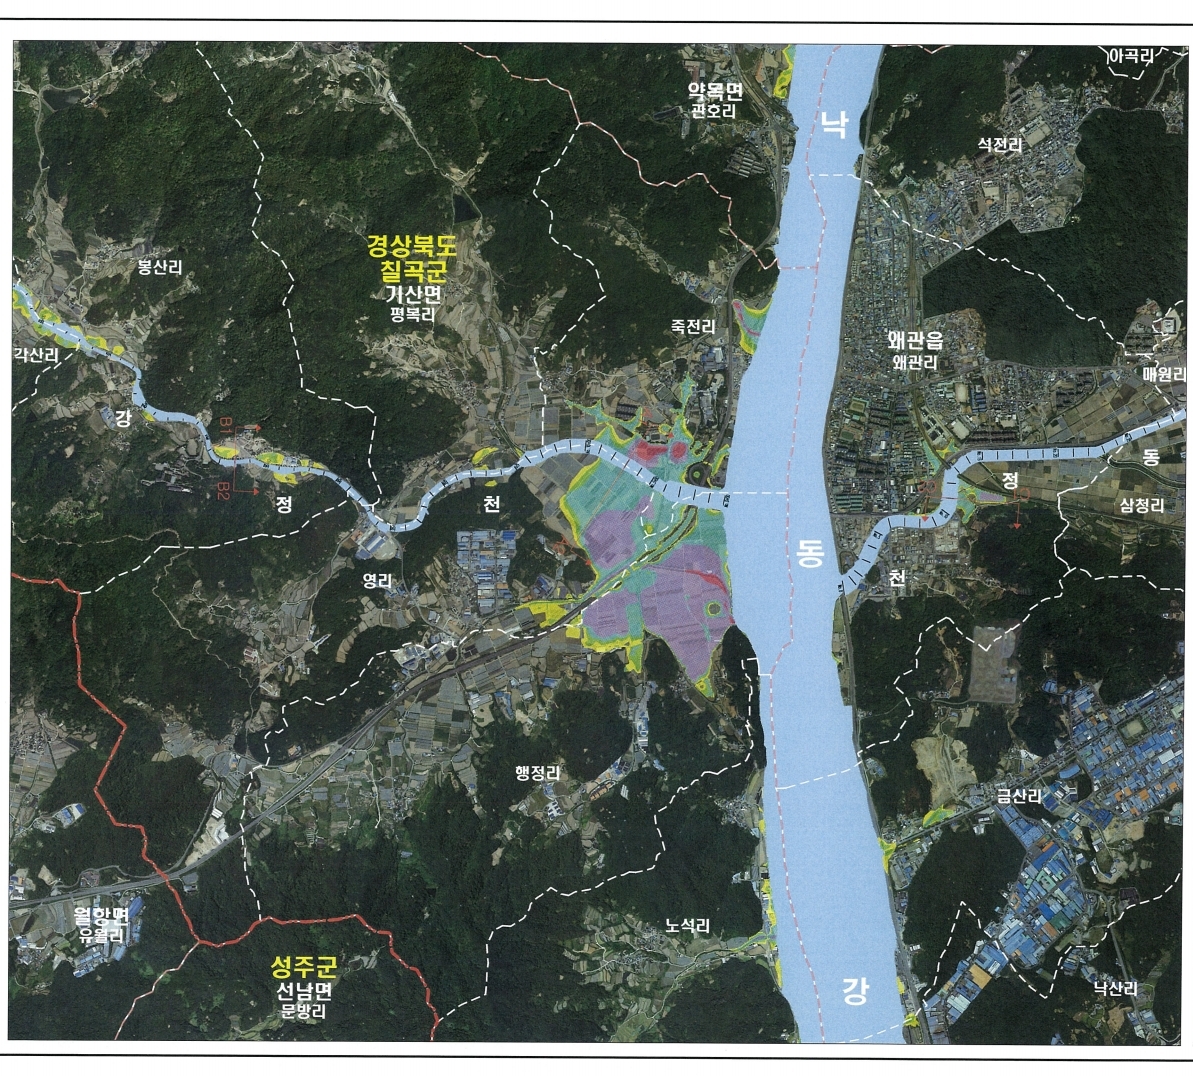 아곡리
약목면
관호리
낙
석전리
경상북도
칠곡군
기산면
평복리
봉산리
죽전리
왜관읍
왜관리
각산리
매원리
강
B1
B2
정
천
동
정
삼청리
동
천
영리
행정리
금산리
월항면
유월리
노석리
성주군
선남면
문방리
강
낙산리